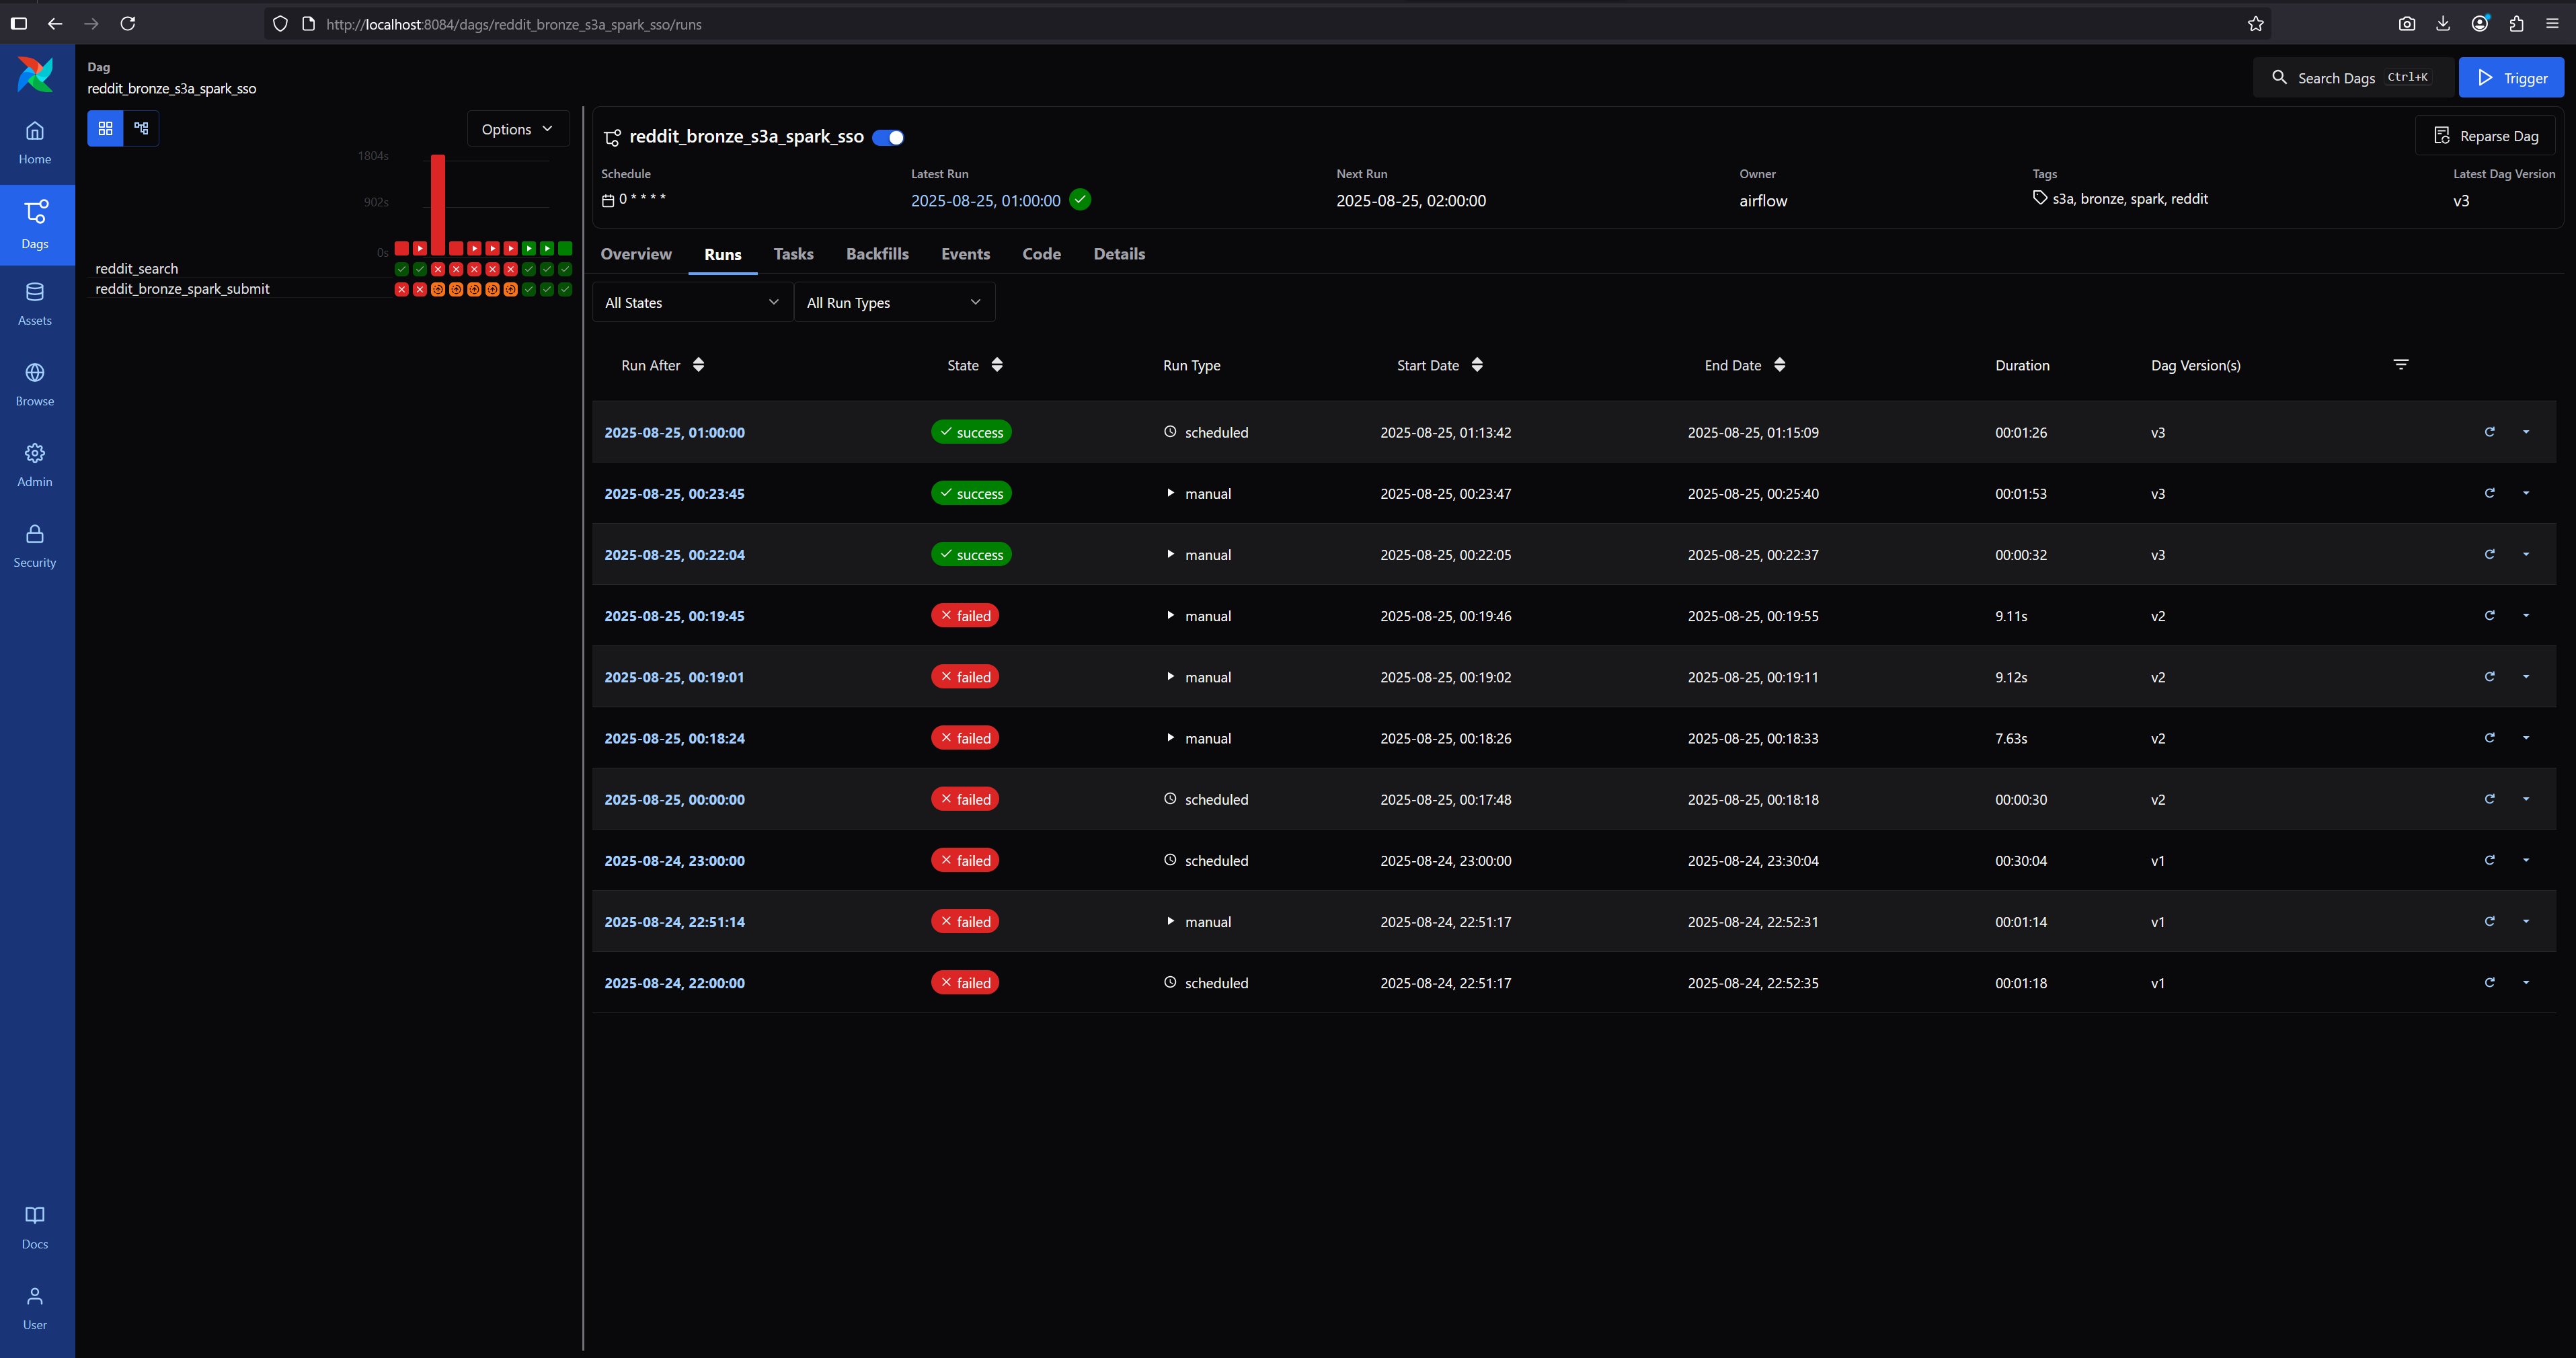 http://localhost:8084/dags/reddit_bronze_s3a_spark_sso/runs
Dag
reddit_bronze_s3a_spark_sso
Search Dags Ctrl+K
Trigger
Home
Dags
Assets
Browse
Admin
Security
Docs
User
Options
1804s
902s
0s
reddit_search
reddit_bronze_spark_submit
reddit_bronze_s3a_spark_sso
Reparse Dag
Schedule Latest Run Next Run Owner Tags Latest Dag Version
0 * * * * 2025-08-25, 01:00:00 2025-08-25, 02:00:00 airflow s3a, bronze, spark, reddit v3
Overview Runs Tasks Backfills Events Code Details
All States All Run Types
Run After State Run Type Start Date End Date Duration Dag Version(s)
2025-08-25, 01:00:00 success scheduled 2025-08-25, 01:13:42 2025-08-25, 01:15:09 00:01:26 v3
2025-08-25, 00:23:45 success manual 2025-08-25, 00:23:47 2025-08-25, 00:25:40 00:01:53 v3
2025-08-25, 00:22:04 success manual 2025-08-25, 00:22:05 2025-08-25, 00:22:37 00:00:32 v3
2025-08-25, 00:19:45 failed manual 2025-08-25, 00:19:46 2025-08-25, 00:19:55 9.11s v2
2025-08-25, 00:19:01 failed manual 2025-08-25, 00:19:02 2025-08-25, 00:19:11 9.12s v2
2025-08-25, 00:18:24 failed manual 2025-08-25, 00:18:26 2025-08-25, 00:18:33 7.63s v2
2025-08-25, 00:00:00 failed scheduled 2025-08-25, 00:17:48 2025-08-25, 00:18:18 00:00:30 v2
2025-08-24, 23:00:00 failed scheduled 2025-08-24, 23:00:00 2025-08-24, 23:30:04 00:30:04 v1
2025-08-24, 22:51:14 failed manual 2025-08-24, 22:51:17 2025-08-24, 22:52:31 00:01:14 v1
2025-08-24, 22:00:00 failed scheduled 2025-08-24, 22:51:17 2025-08-24, 22:52:35 00:01:18 v1